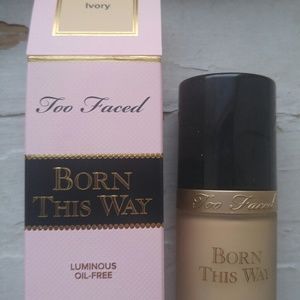 Ivory
Too Faced
BORN
THIS WAY
LUMINOUS
OIL-FREE
Too Faced
BORN
THIS WAY